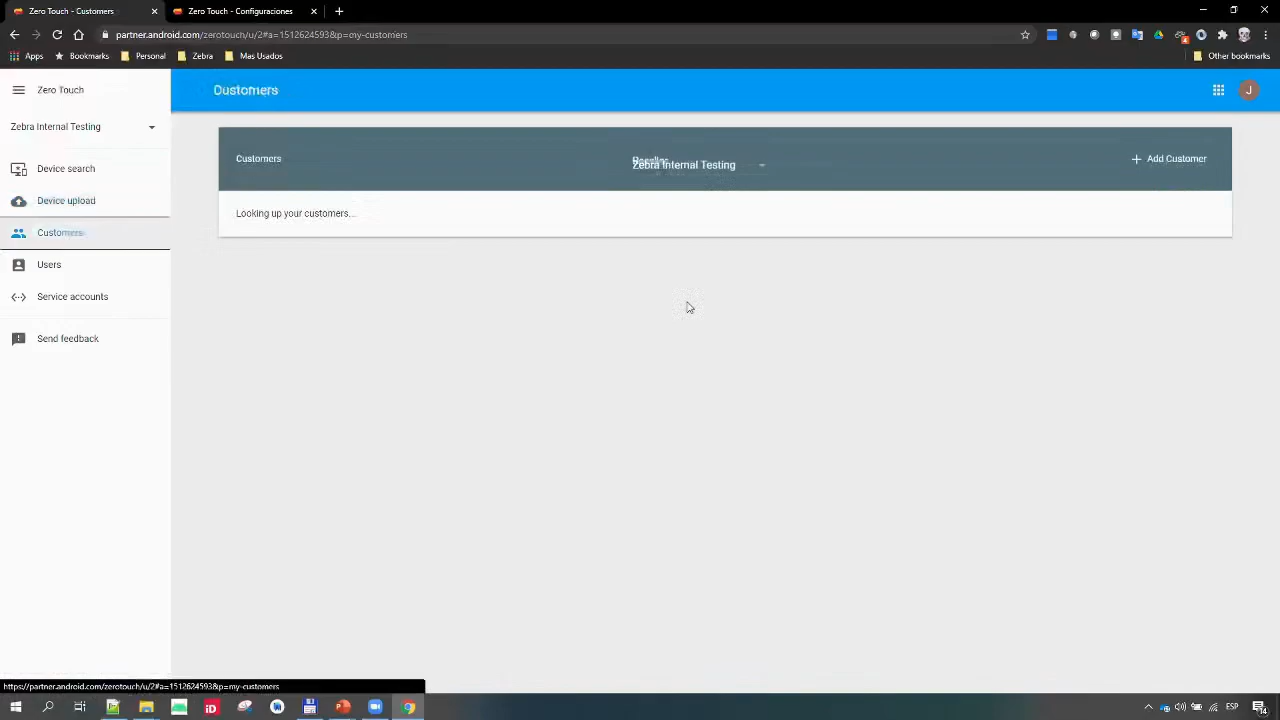 Zero Touch - Customers
Zero Touch - Configuraciones
partner.android.com/zerotouch/u/2#a=1512624593&p=my-customers
Apps
Bookmarks
Personal
Zebra
Mas Usados
Other bookmarks
Zero Touch
Customers
J
Zebra Internal Testing
Device search
Device upload
Customers
Users
Service accounts
Send feedback
Customers
Zebra Internal Testing
Add Customer
Looking up your customers...
https://partner.android.com/zerotouch/u/2#a=1512624593&p=my-customers
iD
ESP